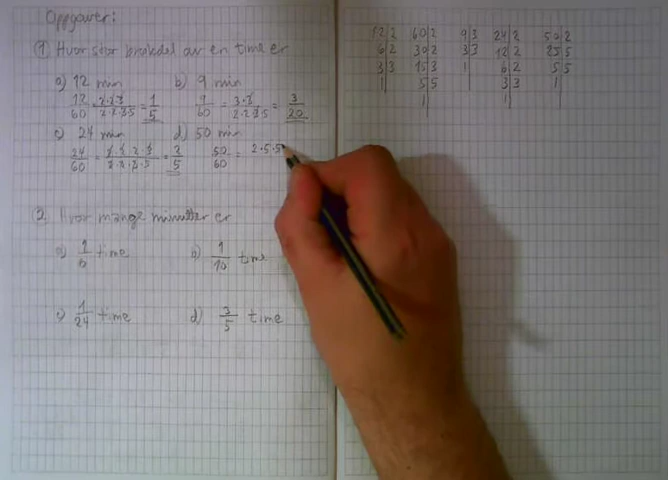 Oppgaver:
1. Hvor stor brøkdel av en time er
a) 12 min b) 9 min
12/60 = 2·2·3/2·2·3·5 = 1/5 9/60 = 3·3/2·2·3·5 = 3/20
c) 24 min d) 50 min
24/60 = 2·2·2·3/2·2·3·5 = 2/5 50/60 = 2·5·5
2. Hvor mange minutter er
a) 1/6 time b) 1/10 time
c) 1/24 time d) 3/5 time
12|2 60|2 9|3 24|2 50|2
6|2 30|2 3|3 12|2 25|5
3|3 15|3 1| 6|2 5|5
1| 5|5 3|3 1|
1| 1|